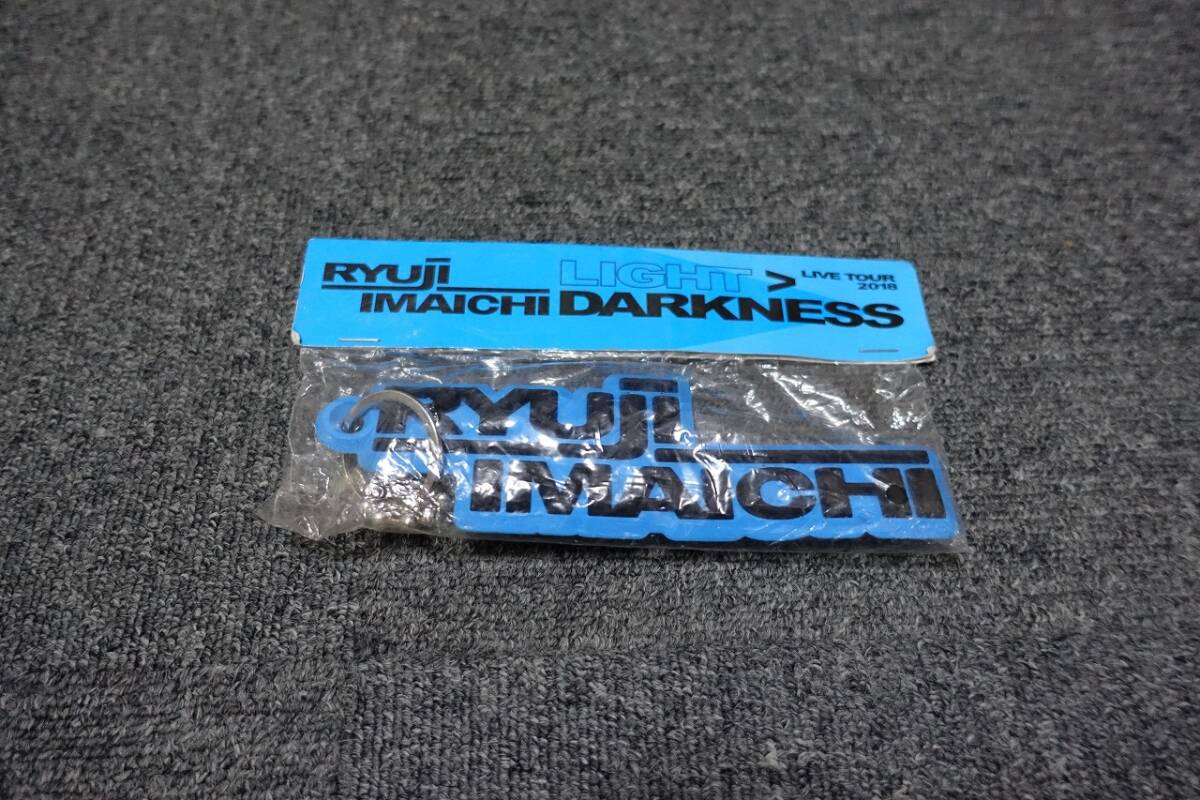 RYUJI
IMAICHI
LIGHT >
DARKNESS
LIVE TOUR
2018
RYUJI
IMAICHI